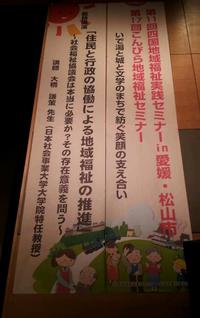 第11回四国地域福祉実践セミナーin愛媛・松山市
第17回こんぴら地域福祉セミナー
いで湯と城と文学のまちで紡ぐ笑顔の支え合い
「住民と行政の協働による地域福祉の推進」
～社会福祉協議会は本当に必要か？その存在意義を問う～
講師 大橋 謙策 先生（日本社会事業大学大学院特任教授）